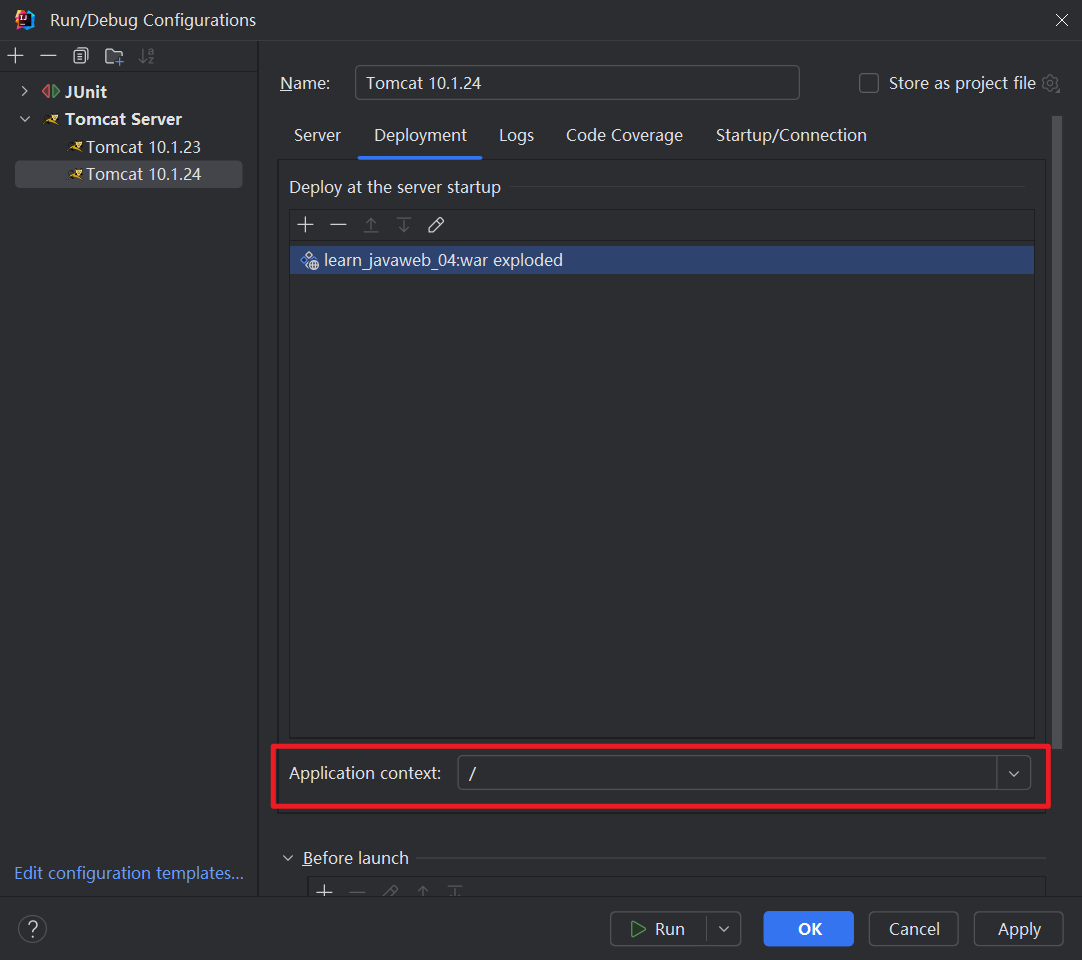 Run/Debug Configurations
JUnit
Tomcat Server
Tomcat 10.1.23
Tomcat 10.1.24
Edit configuration templates...
Name: Tomcat 10.1.24 Store as project file
Server Deployment Logs Code Coverage Startup/Connection
Deploy at the server startup
learn_javaweb_04:war exploded
Application context: /
Before launch
? Run OK Cancel Apply